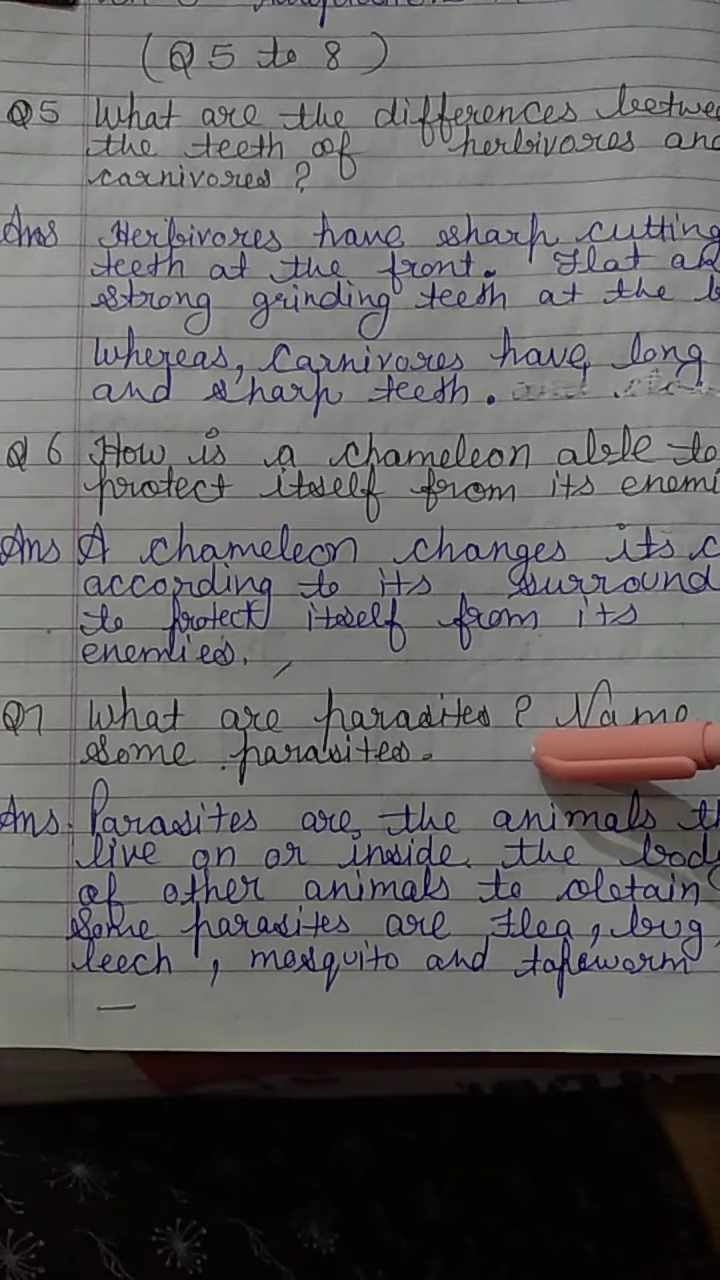 (Q 5 to 8)
Q5 What are the differences betwe
the teeth of herbivores and
carnivores ?
Ans Herbivores have sharp cutting
teeth at the front. Flat
strong grinding teeth at the
whereas, Carnivores have long
and sharp teeth.
Q 6 How is a chameleon able to
protect itself from its enemi
Ans A chameleon changes its c
according to its surround
to protect itself from its
enemies.
Q7 What are parasites ? Name
some parasites.
Ans. Parasites are the animals th
live on or inside the bod
of other animals to obtain
Some parasites are flea, bug,
leech, mosquito and tapeworm